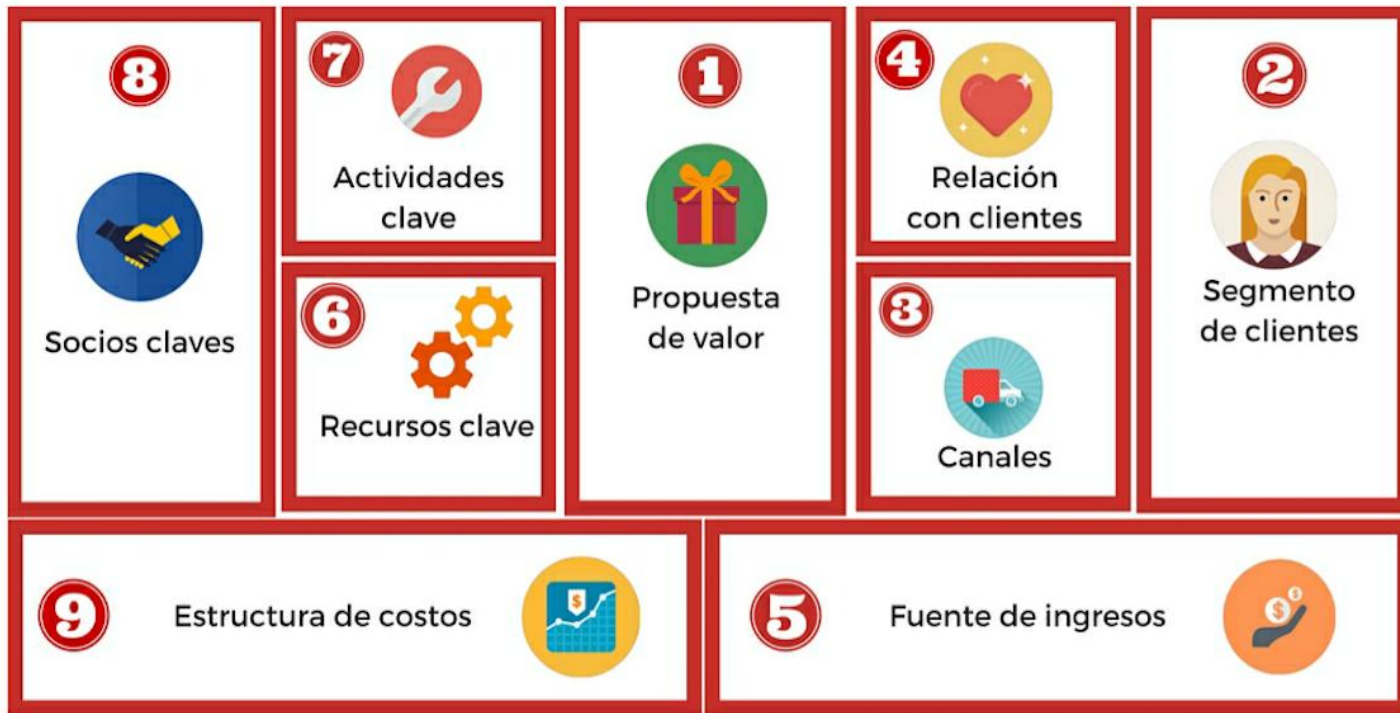 8
Socios claves
7
Actividades
clave
6
Recursos clave
1
Propuesta
de valor
4
Relación
con clientes
3
Canales
2
Segmento
de clientes
9
Estructura de costos
$
5
Fuente de ingresos
$
$